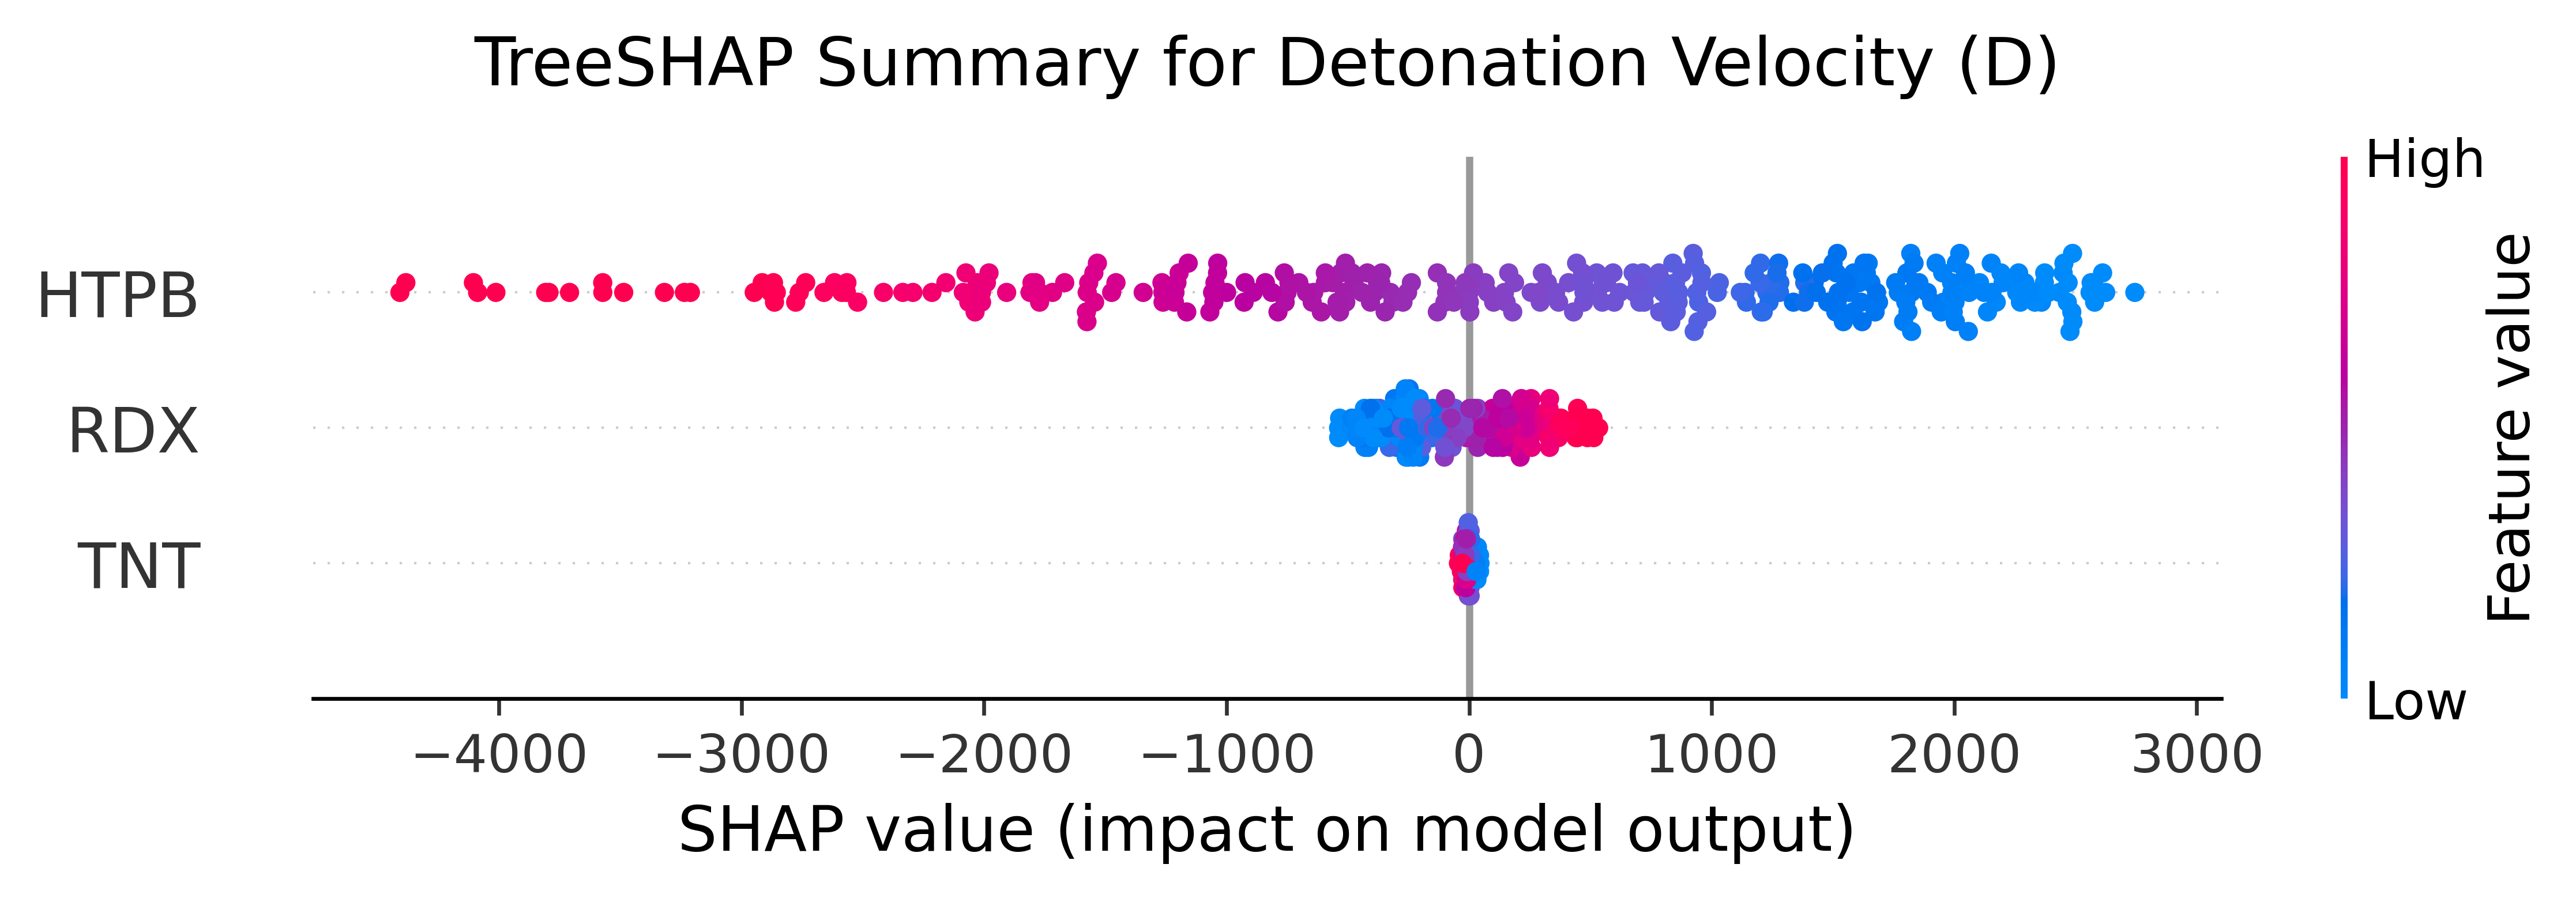 TreeSHAP Summary for Detonation Velocity (D)
High
HTPB
RDX
TNT
Feature value
Low
−4000 −3000 −2000 −1000 0 1000 2000 3000
SHAP value (impact on model output)